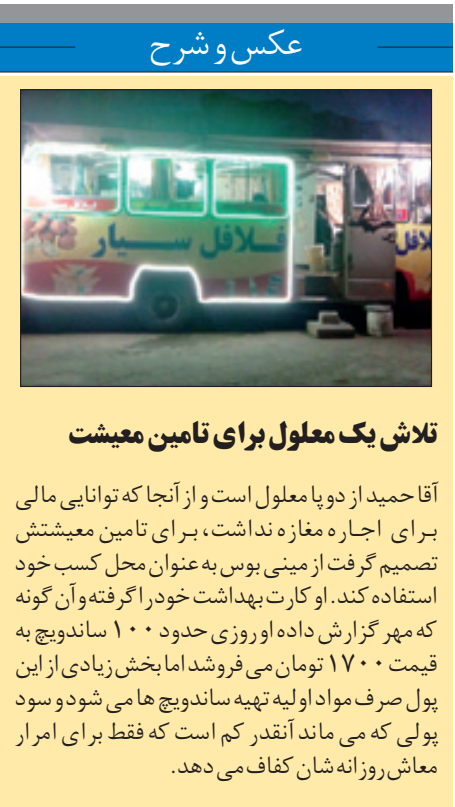 عکس و شرح
فلافل سیار
لافل
تلاش یک معلول برای تامین معیشت
آقا حمید از دو پا معلول است و از آنجا که توانایی مالی
برای اجاره مغازه نداشت، برای تامین معیشتش
تصمیم گرفت از مینی بوس به عنوان محل کسب خود
استفاده کند. او کارت بهداشت خود را گرفته و آن گونه
که مهر گزارش داده او روزی حدود ۱۰۰ ساندویچ به
قیمت ۱۷۰۰ تومان می فروشد اما بخش زیادی از این
پول صرف مواد اولیه تهیه ساندویچ ها می شود و سود
پولی که می ماند آنقدر کم است که فقط برای امرار
معاش روزانه شان کفاف می دهد.